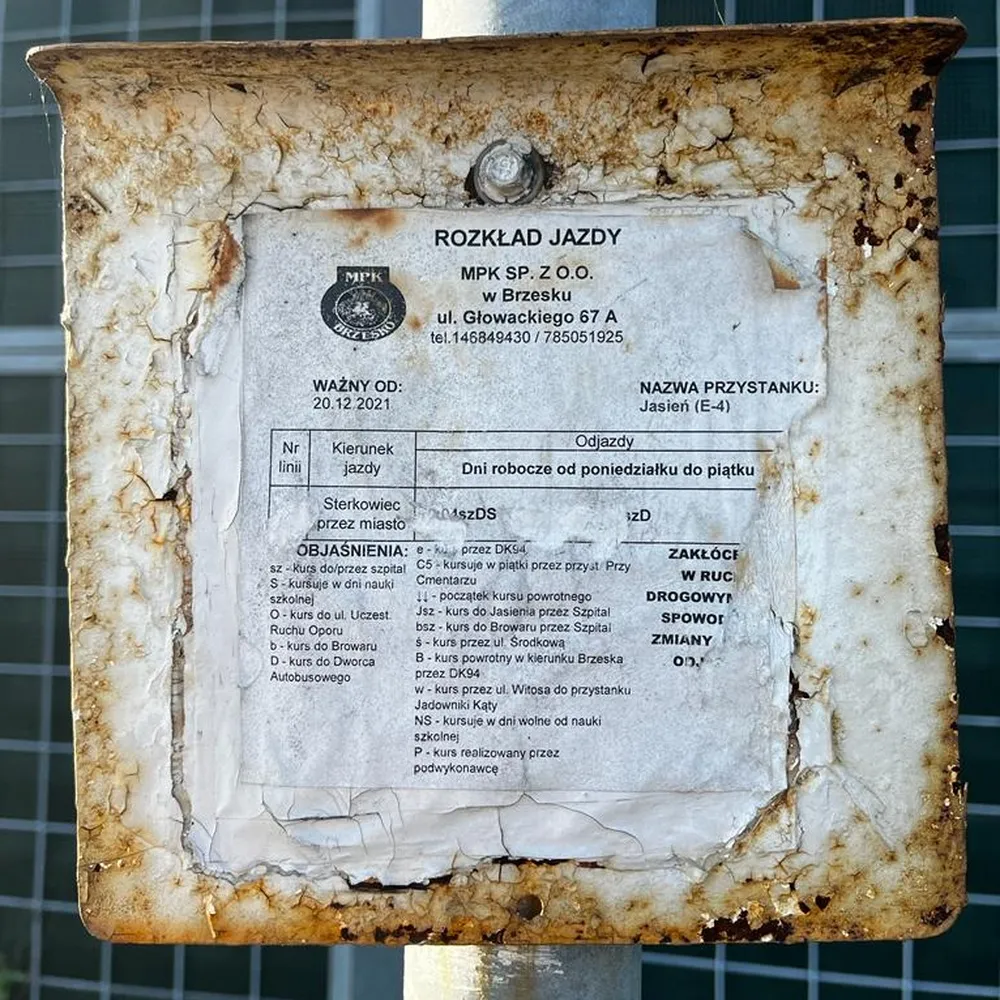 ROZKŁAD JAZDY
MPK SP. Z O.O.
w Brzesku
ul. Głowackiego 67 A
tel.146849430 / 785051925
MPK
BRZESKO
WAŻNY OD:
20.12.2021
NAZWA PRZYSTANKU:
Jasień (E-4)
Nr linii
Kierunek jazdy
Odjazdy
Dni robocze od poniedziałku do piątku
Sterkowiec
przez miasto
OBJAŚNIENIA:
sz - kurs do/przez szpital
S - kursuje w dni nauki
szkolnej
O - kurs do ul. Uczest.
Ruchu Oporu
b - kurs do Browaru
D - kurs do Dworca
Autobusowego
e - przez DK94
C5 - kursuje w piątki przez przyst. Przy
Cmentarzu
↓↓ - początek kursu powrotnego
Jsz - kurs do Jasienia przez Szpital
bsz - kurs do Browaru przez Szpital
ś - kurs przez ul. Środkową
B - kurs powrotny w kierunku Brzeska
przez DK94
w - kurs przez ul. Witosa do przystanku
Jadowniki Kąty
NS - kursuje w dni wolne od nauki
szkolnej
P - kurs realizowany przez
podwykonawcę
W
ZMIANY